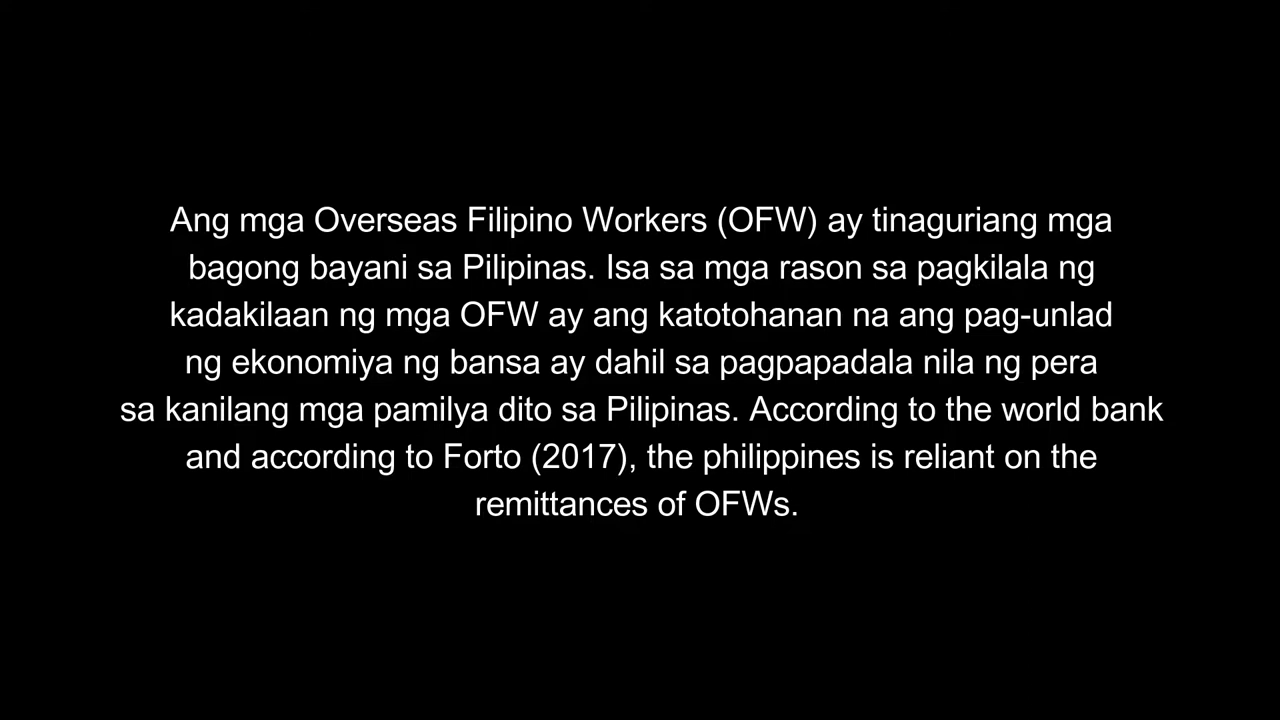 Ang mga Overseas Filipino Workers (OFW) ay tinaguriang mga
bagong bayani sa Pilipinas. Isa sa mga rason sa pagkilala ng
kadakilaan ng mga OFW ay ang katotohanan na ang pag-unlad
ng ekonomiya ng bansa ay dahil sa pagpapadala nila ng pera
sa kanilang mga pamilya dito sa Pilipinas. According to the world bank
and according to Forto (2017), the philippines is reliant on the
remittances of OFWs.